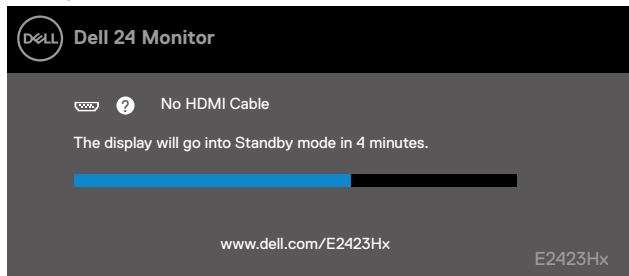 DELL
Dell 24 Monitor
? No HDMI Cable
The display will go into Standby mode in 4 minutes.
www.dell.com/E2423Hx
E2423Hx